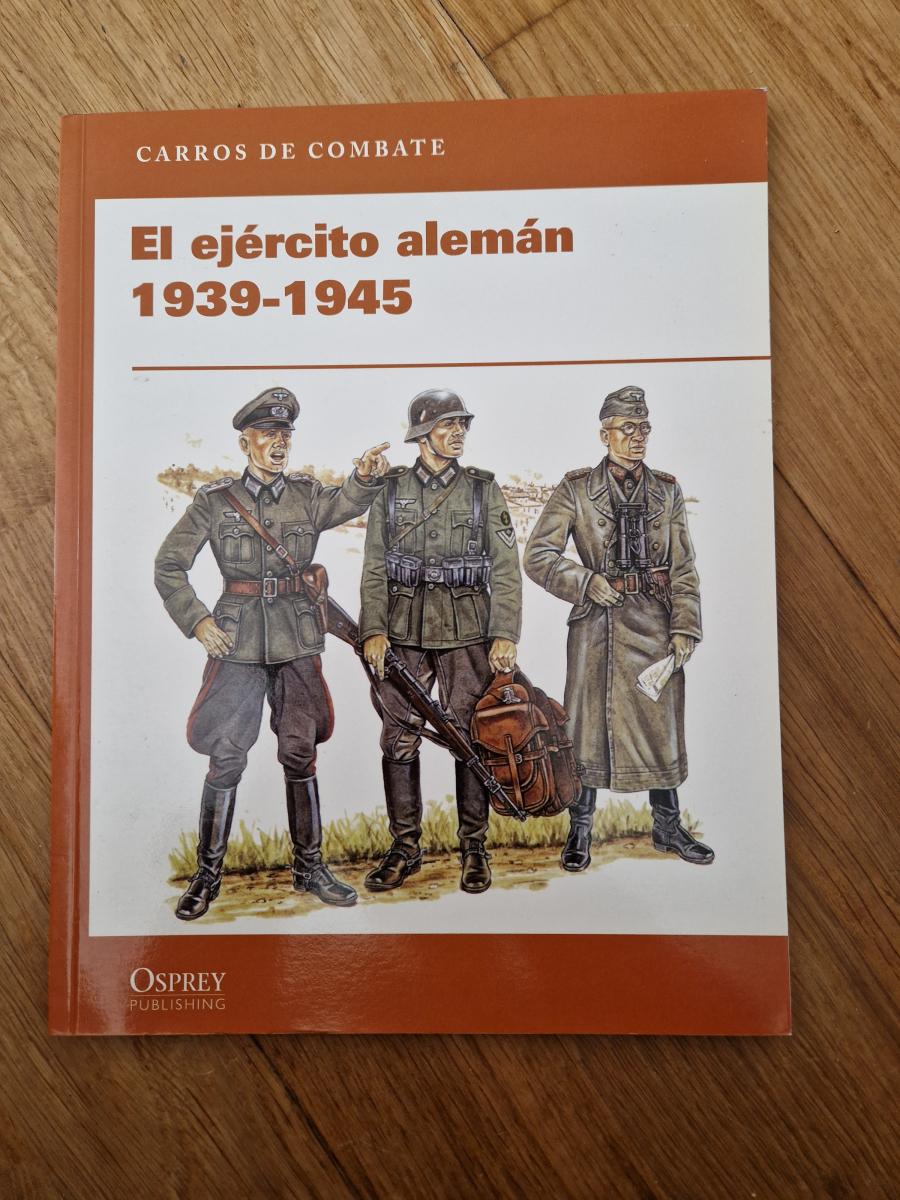 CARROS DE COMBATE
El ejército alemán
1939-1945
OSPREY
PUBLISHING